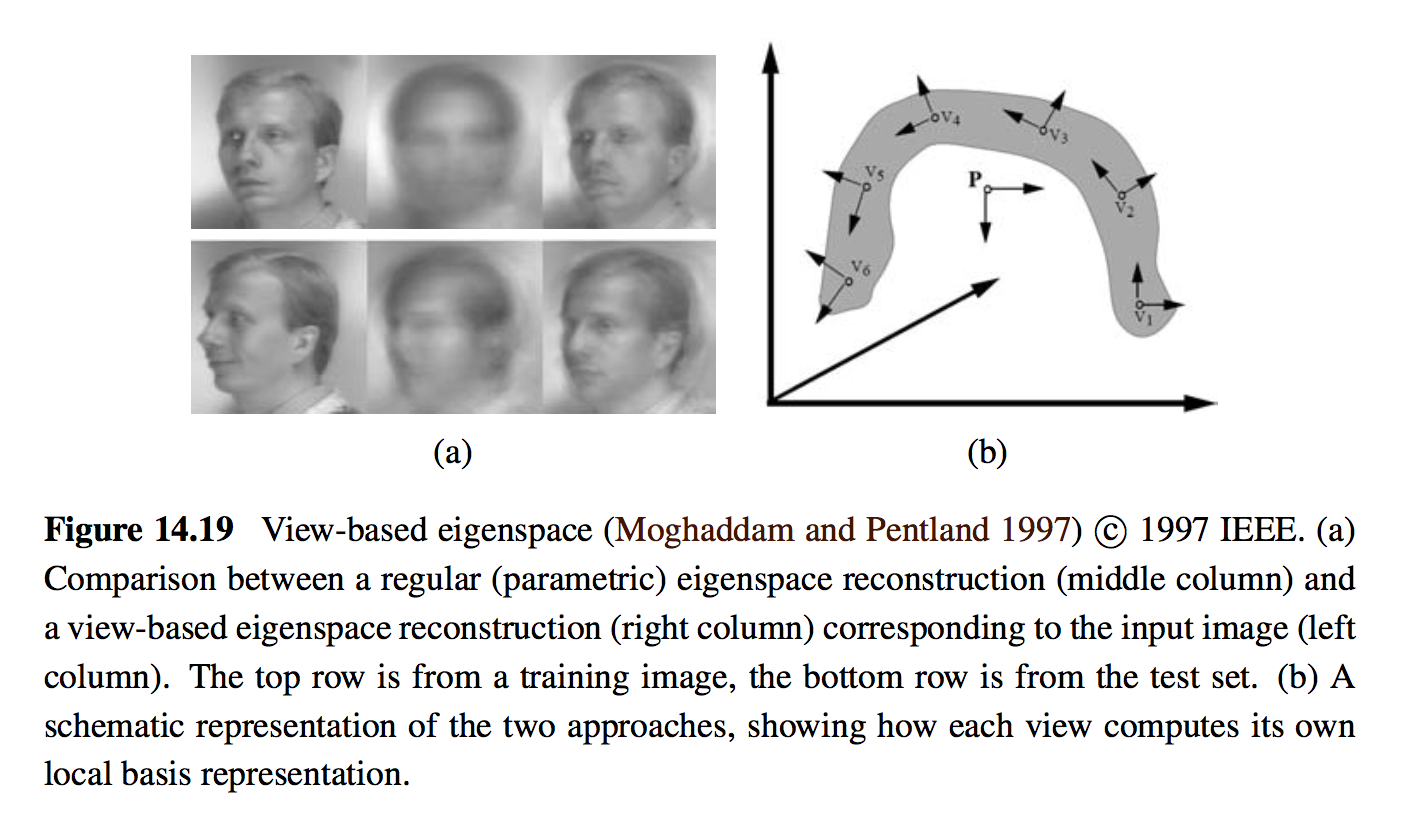 V4
V3
V5
P
V2
V6
V1
(a)
(b)
Figure 14.19 View-based eigenspace (Moghaddam and Pentland 1997) © 1997 IEEE. (a)
Comparison between a regular (parametric) eigenspace reconstruction (middle column) and
a view-based eigenspace reconstruction (right column) corresponding to the input image (left
column). The top row is from a training image, the bottom row is from the test set. (b) A
schematic representation of the two approaches, showing how each view computes its own
local basis representation.